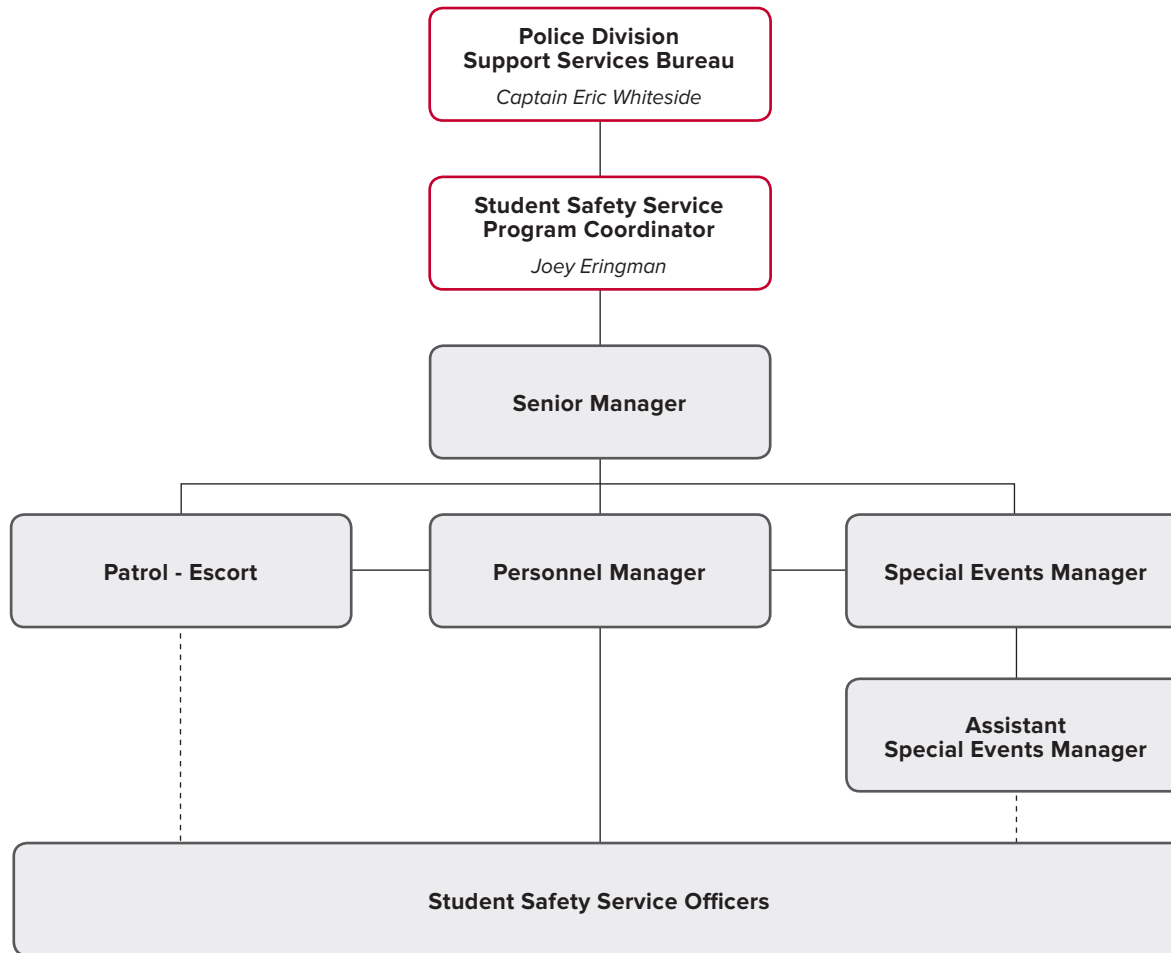 Police Division
Support Services Bureau
Captain Eric Whiteside
Student Safety Service
Program Coordinator
Joey Eringman
Senior Manager
Patrol - Escort
Personnel Manager
Special Events Manager
Assistant
Special Events Manager
Student Safety Service Officers